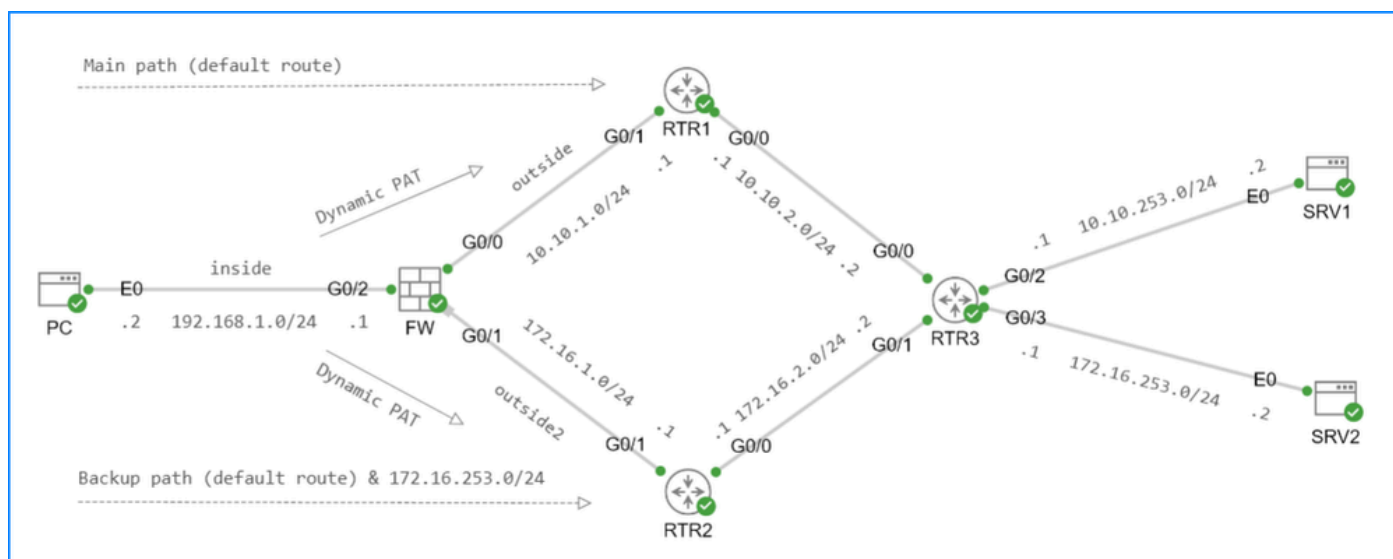 Main path (default route)
RTR1
G0/1
G0/0
outside
.1
.1
10.10.2.0/24
.2
Dynamic PAT
10.10.1.0/24
G0/0
G0/0
10.10.253.0/24
.2
E0
SRV1
.1
G0/2
inside
E0
G0/2
PC
.2
192.168.1.0/24
.1
FW
G0/1
172.16.1.0/24
.1
outside2
G0/1
Dynamic PAT
.1
172.16.2.0/24
.2
G0/1
G0/0
RTR3
G0/3
.1
172.16.253.0/24
.2
E0
SRV2
Backup path (default route) & 172.16.253.0/24
RTR2